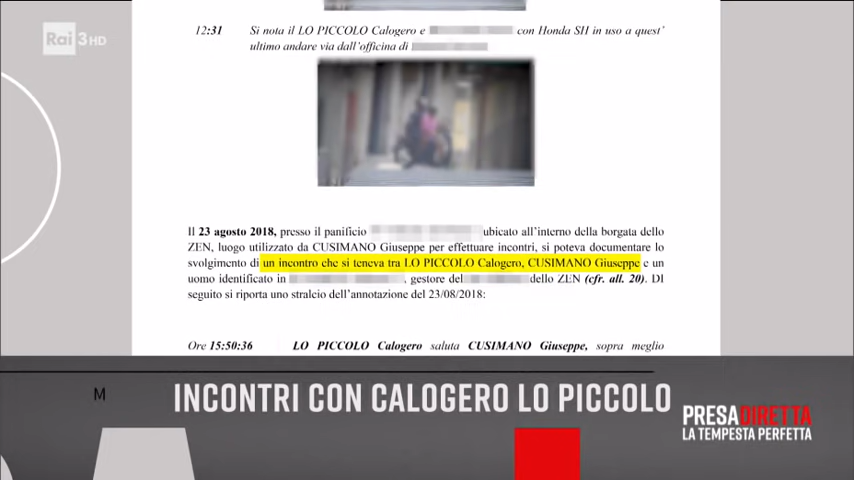 Rai 3HD
12:31 Si nota il LO PICCOLO Calogero e con Honda SH in uso a quest'
ultimo andare via dall'officina di
Il 23 agosto 2018, presso il panificio ubicato all'interno della borgata dello
ZEN, luogo utilizzato da CUSIMANO Giuseppe per effettuare incontri, si poteva documentare lo
svolgimento di un incontro che si teneva tra LO PICCOLO Calogero, CUSIMANO Giuseppe e un
uomo identificato in , gestore del dello ZEN (cfr. all. 20). DI
seguito si riporta uno stralcio dell'annotazione del 23/08/2018:
Ore 15:50:36 LO PICCOLO Calogero saluta CUSIMANO Giuseppe, sopra meglio
M
INCONTRI CON CALOGERO LO PICCOLO
PRESADIRETTA
LA TEMPESTA PERFETTA